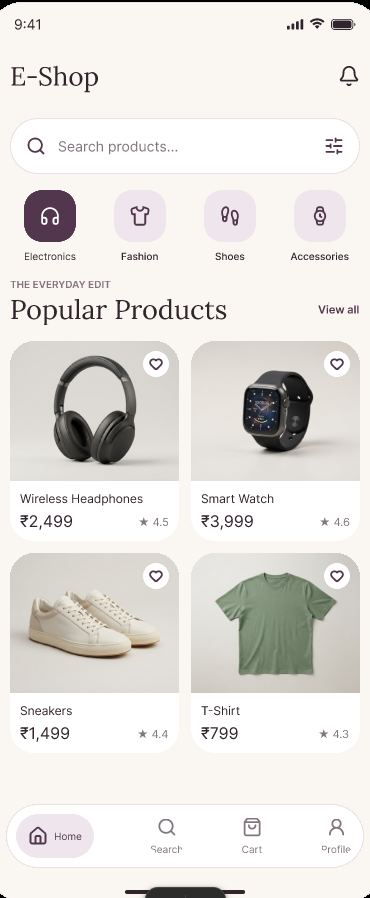 9:41
E-Shop
Search products...
Electronics Fashion Shoes Accessories
THE EVERYDAY EDIT
Popular Products View all
Wireless Headphones
₹2,499 ★ 4.5
Smart Watch
₹3,999 ★ 4.6
Sneakers
₹1,499 ★ 4.4
T-Shirt
₹799 ★ 4.3
Home Search Cart Profile